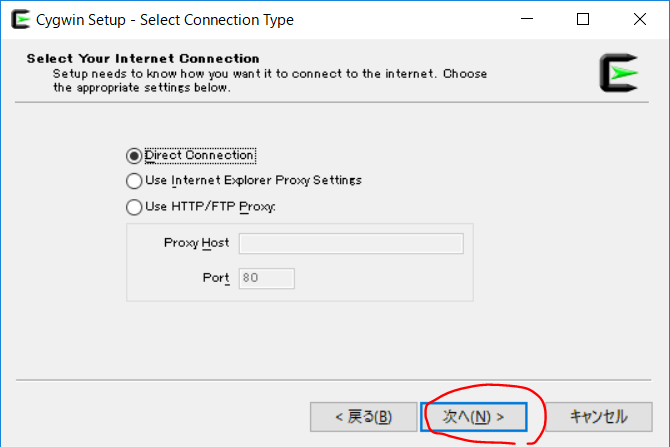 Cygwin Setup - Select Connection Type
Select Your Internet Connection
Setup needs to know how you want it to connect to the internet. Choose
the appropriate settings below.
Direct Connection
Use Internet Explorer Proxy Settings
Use HTTP/FTP Proxy:
Proxy Host
Port 80
< 戻る(B) 次へ(N) > キャンセル